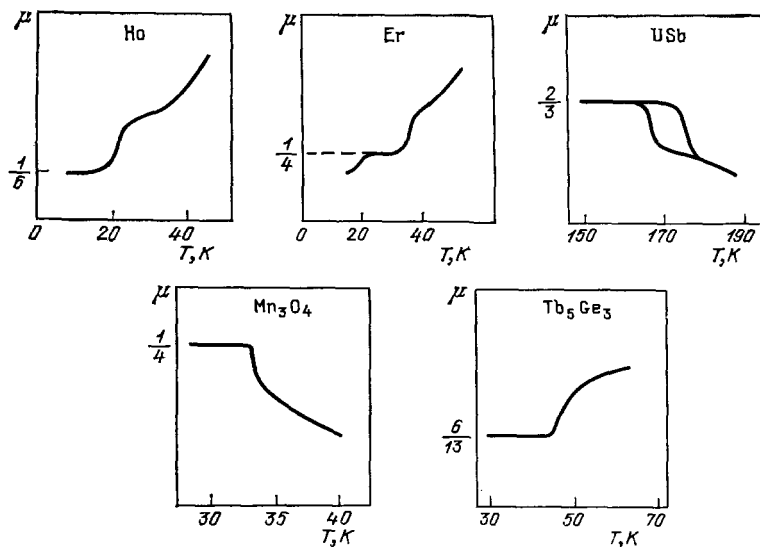 μ
Ho
1/6
0
20
40
T, K
μ
Er
1/4
0
20
40
T, K
μ
USb
2/3
150
170
190
T, K
μ
Mn₃O₄
1/4
30
35
40
T, K
μ
Tb₅Ge₃
6/13
30
50
70
T, K